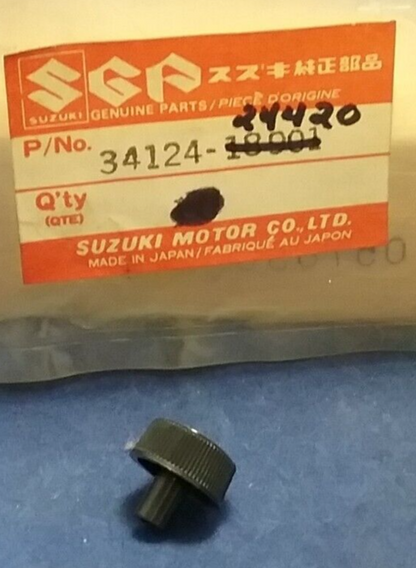 SGP スズキ純正部品
SUZUKI GENUINE PARTS / PIECE D'ORIGINE
24420
P/No. 34124-18901
Q'ty
(QTE)
SUZUKI MOTOR CO., LTD.
MADE IN JAPAN / FABRIQUÉ AU JAPON